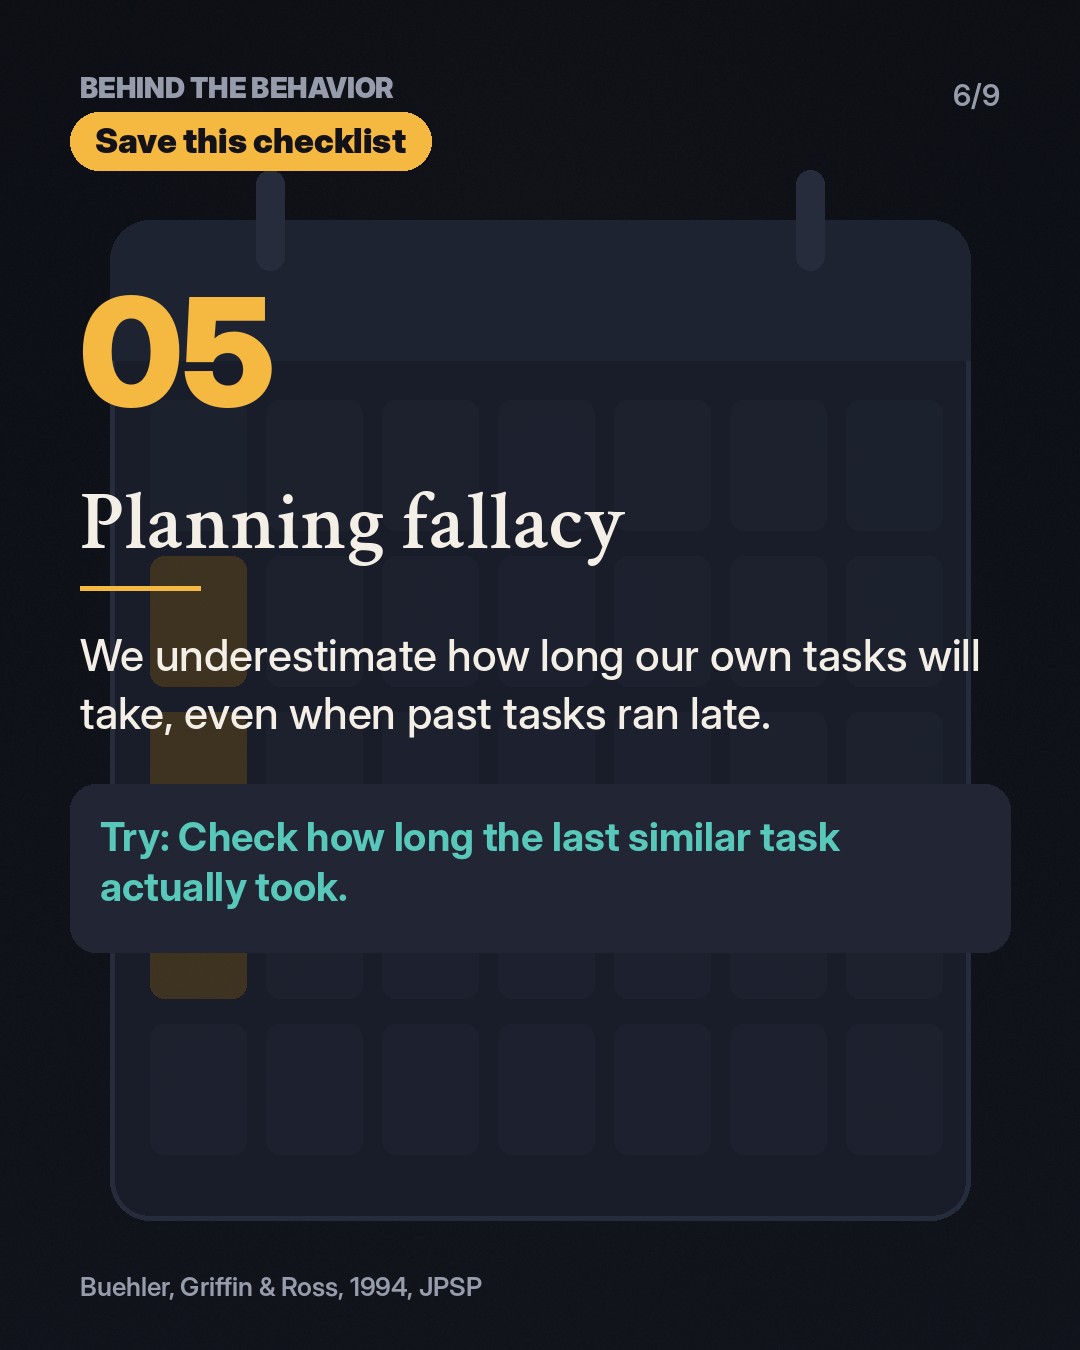 BEHIND THE BEHAVIOR
6/9
Save this checklist
05
Planning fallacy
We underestimate how long our own tasks will
take, even when past tasks ran late.
Try: Check how long the last similar task
actually took.
Buehler, Griffin & Ross, 1994, JPSP